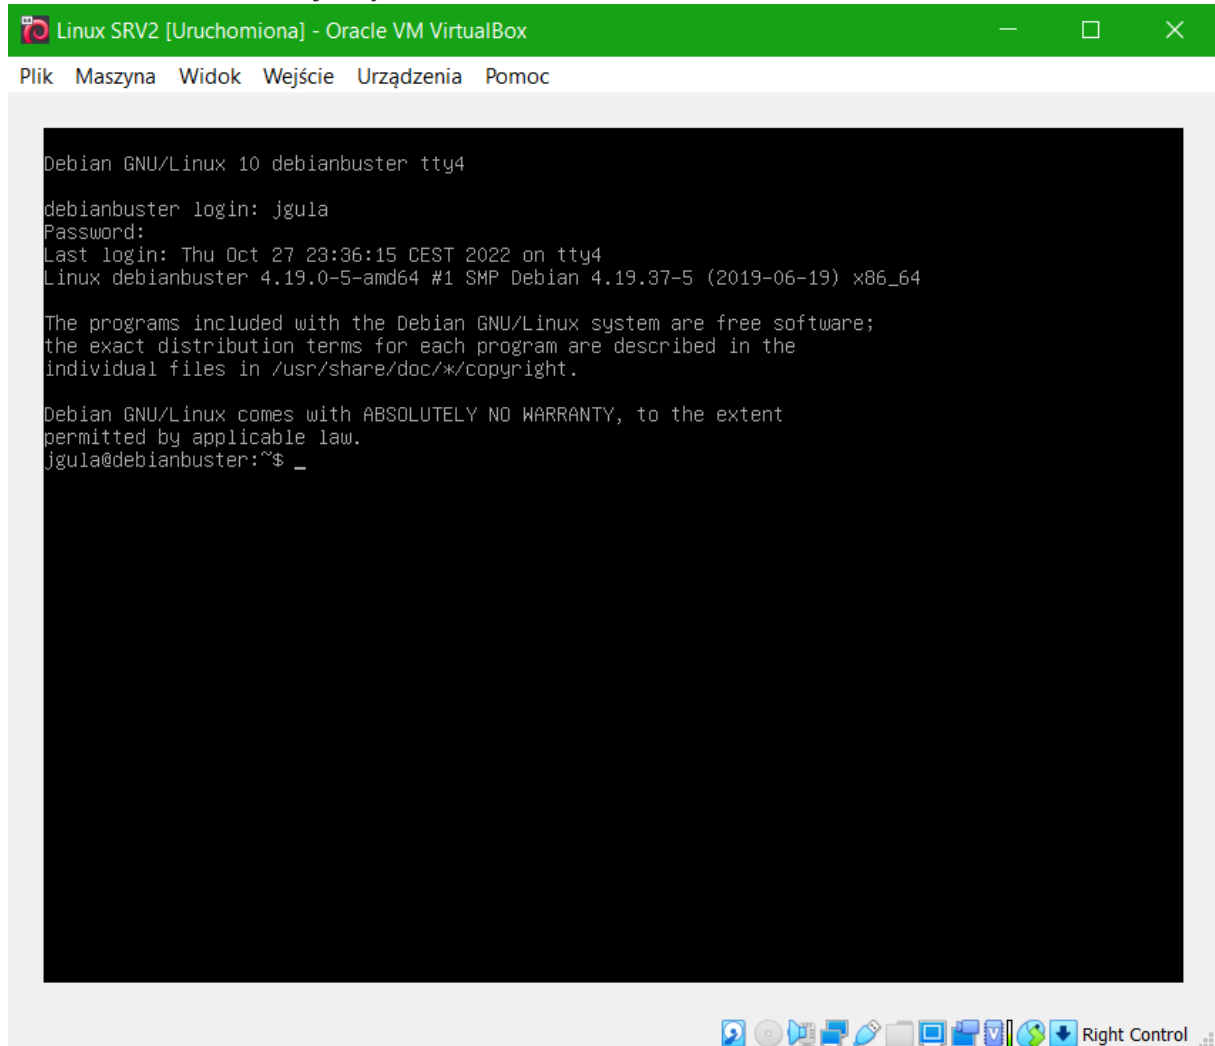 Linux SRV2 [Uruchomiona] - Oracle VM VirtualBox
Plik Maszyna Widok Wejście Urządzenia Pomoc
Debian GNU/Linux 10 debianbuster tty4
debianbuster login: jgula
Password:
Last login: Thu Oct 27 23:36:15 CEST 2022 on tty4
Linux debianbuster 4.19.0-5-amd64 #1 SMP Debian 4.19.37-5 (2019-06-19) x86_64
The programs included with the Debian GNU/Linux system are free software;
the exact distribution terms for each program are described in the
individual files in /usr/share/doc/*/copyright.
Debian GNU/Linux comes with ABSOLUTELY NO WARRANTY, to the extent
permitted by applicable law.
jgula@debianbuster:~$ _
Right Control